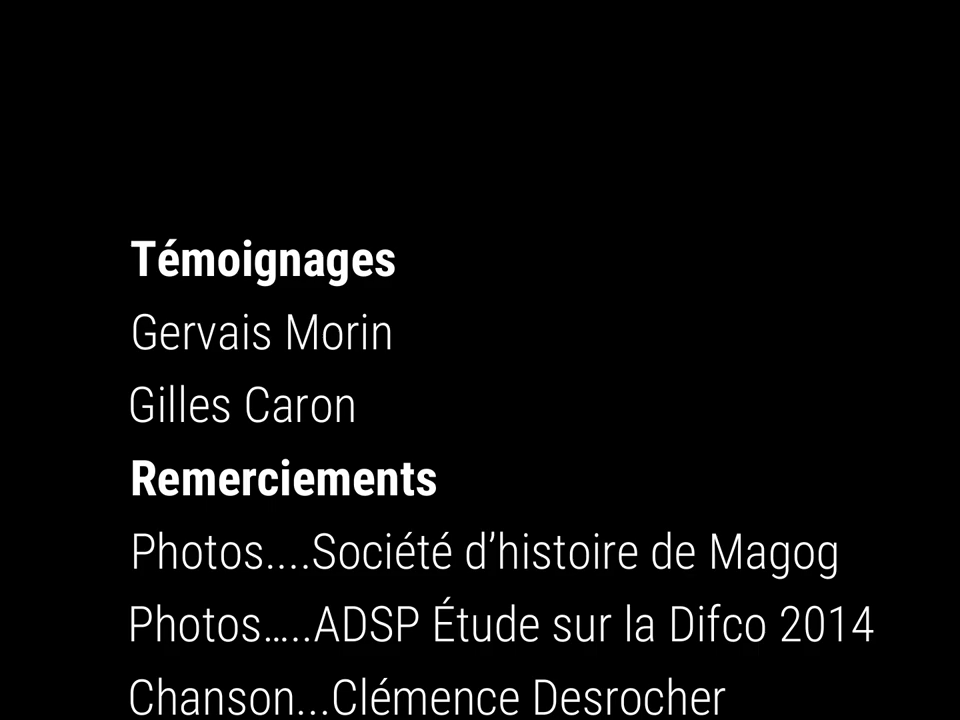 Témoignages
Gervais Morin
Gilles Caron
Remerciements
Photos....Société d’histoire de Magog
Photos…..ADSP Étude sur la Difco 2014
Chanson...Clémence Desrocher